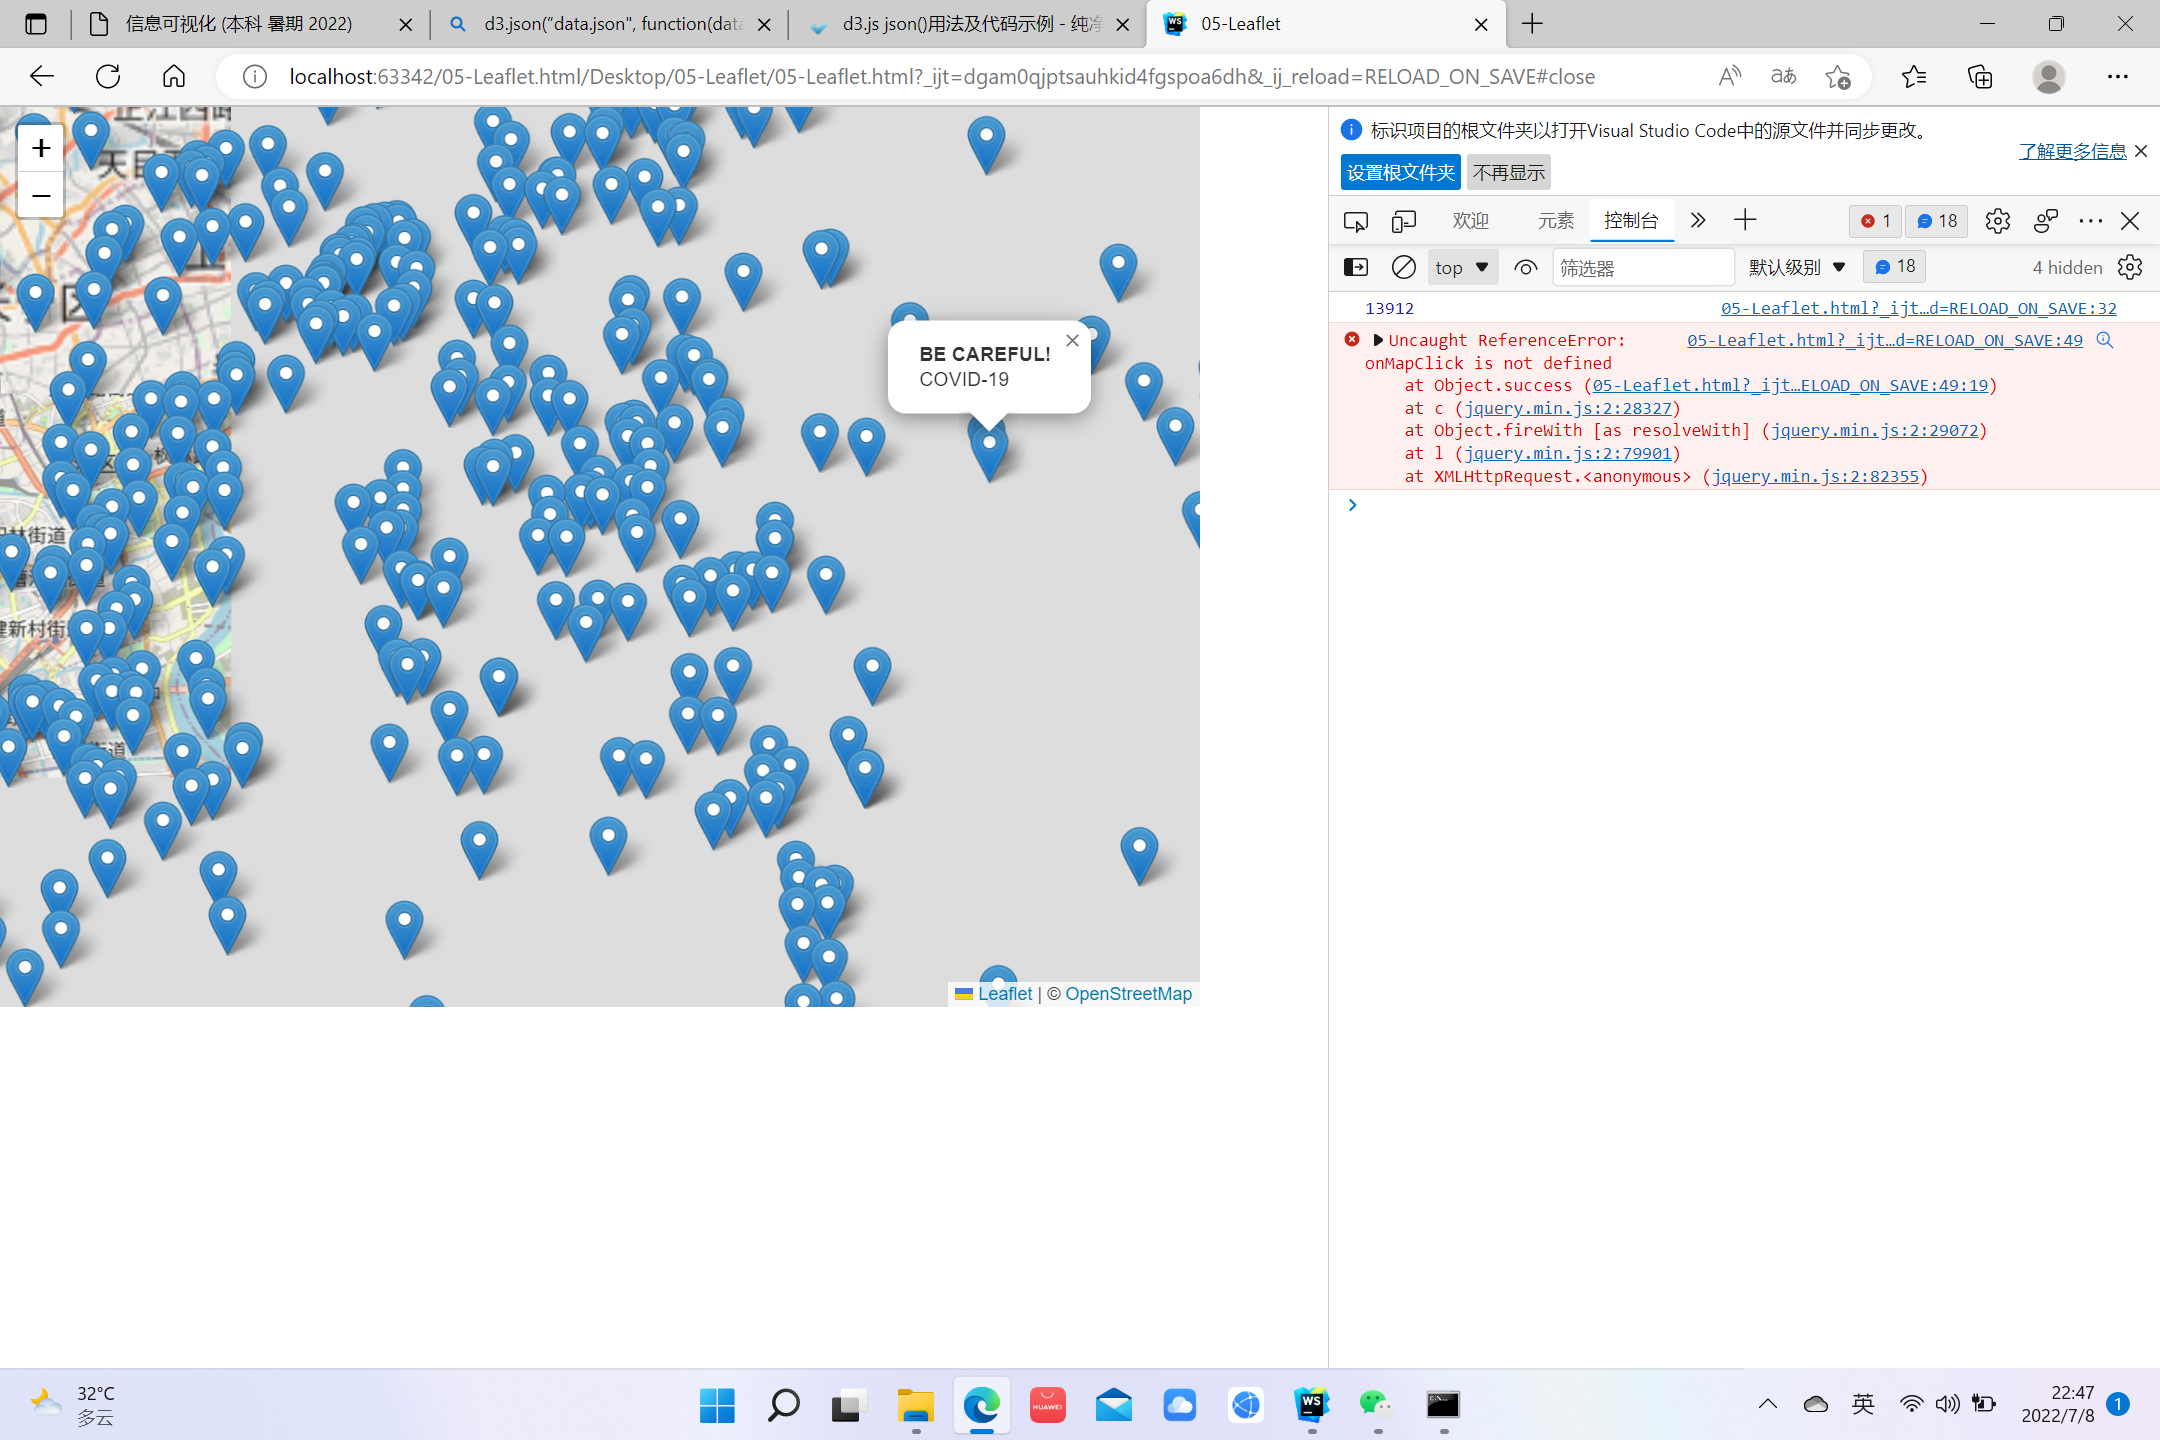 信息可视化 (本科 暑期 2022)
d3.json("data.json", function(data
d3.js json()用法及代码示例 - 纯净
05-Leaflet
localhost:63342/05-Leaflet.html/Desktop/05-Leaflet/05-Leaflet.html?_ijt=dgam0qjptsauhkid4fgspoa6dh&_ij_reload=RELOAD_ON_SAVE#close
+
−
BE CAREFUL!
COVID-19
×
Leaflet | © OpenStreetMap
标识项目的根文件夹以打开Visual Studio Code中的源文件并同步更改。
了解更多信息
设置根文件夹 不再显示
欢迎 元素 控制台 1 18
top 筛选器 默认级别 18 4 hidden
13912 05-Leaflet.html?_ijt…d=RELOAD_ON_SAVE:32
Uncaught ReferenceError: 05-Leaflet.html?_ijt…d=RELOAD_ON_SAVE:49
onMapClick is not defined
at Object.success (05-Leaflet.html?_ijt…ELOAD_ON_SAVE:49:19)
at c (jquery.min.js:2:28327)
at Object.fireWith [as resolveWith] (jquery.min.js:2:29072)
at l (jquery.min.js:2:79901)
at XMLHttpRequest.<anonymous> (jquery.min.js:2:82355)
32°C
多云
HUAWEI
WS
英
22:47
2022/7/8
1